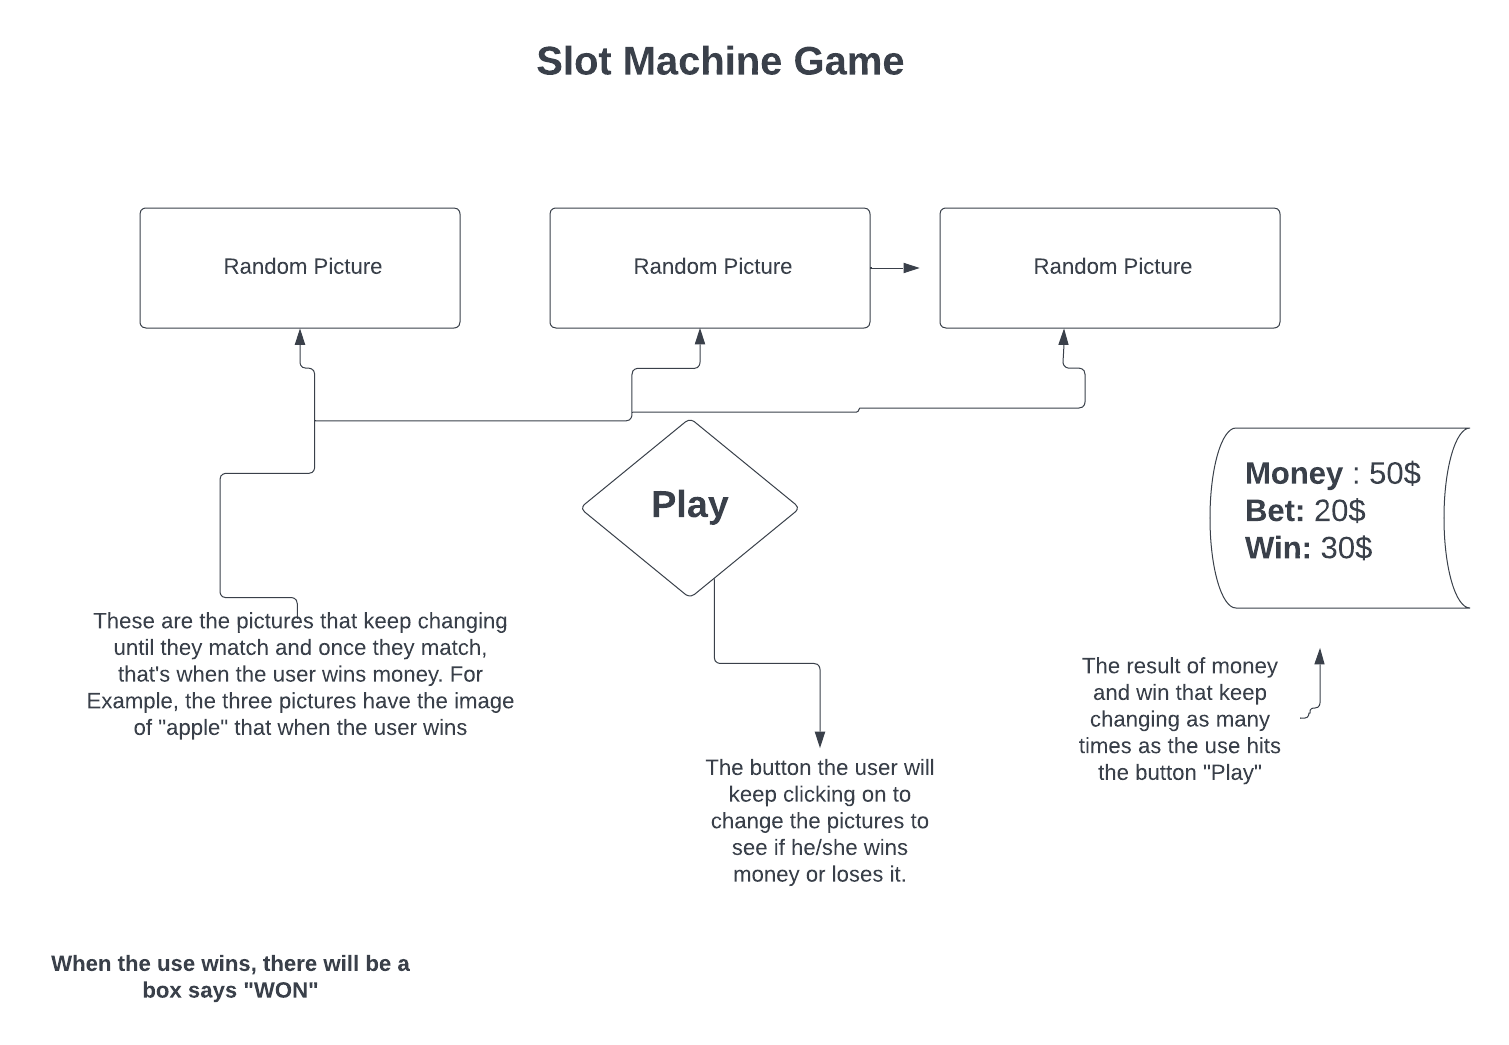 Slot Machine Game
Random Picture
Random Picture
Random Picture
Play
Money : 50$
Bet: 20$
Win: 30$
These are the pictures that keep changing
until they match and once they match,
that's when the user wins money. For
Example, the three pictures have the image
of "apple" that when the user wins
The result of money
and win that keep
changing as many
times as the use hits
the button "Play"
The button the user will
keep clicking on to
change the pictures to
see if he/she wins
money or loses it.
When the use wins, there will be a
box says "WON"